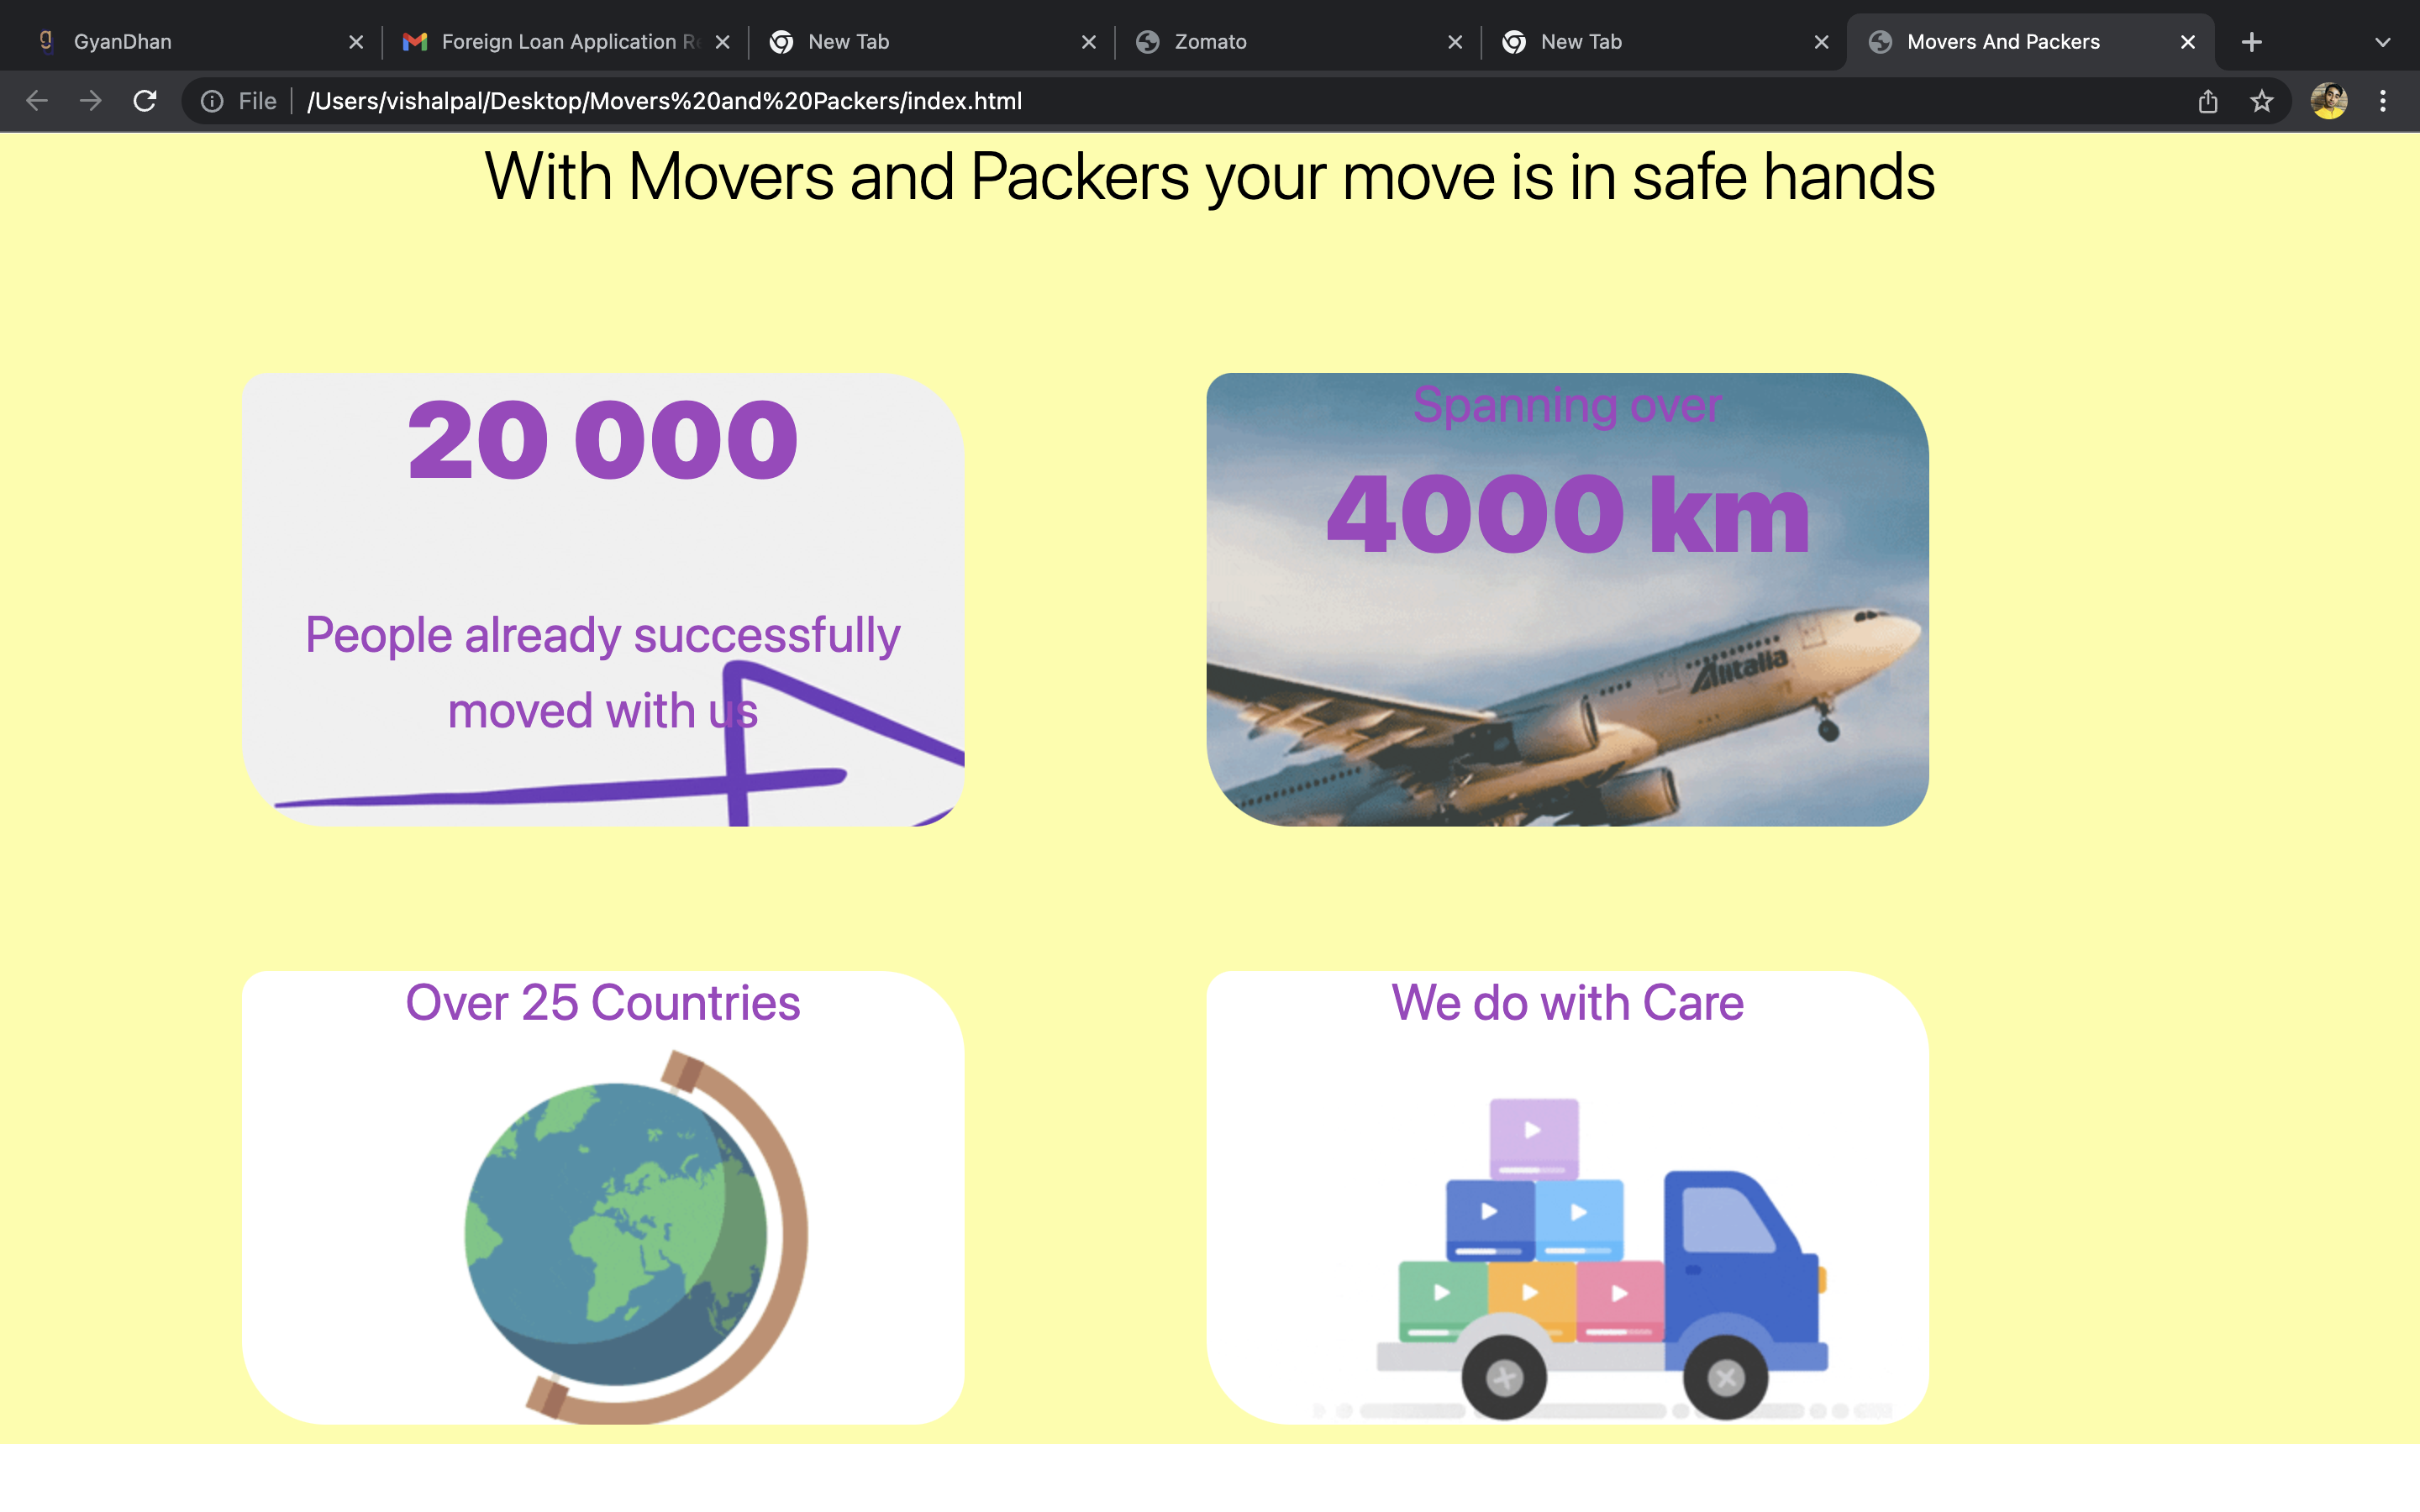 GyanDhan
Foreign Loan Application Re
New Tab
Zomato
New Tab
Movers And Packers
File
/Users/vishalpal/Desktop/Movers%20and%20Packers/index.html
With Movers and Packers your move is in safe hands
20 000
People already successfully
moved with us
Spanning over
4000 km
Alitalia
Over 25 Countries
We do with Care